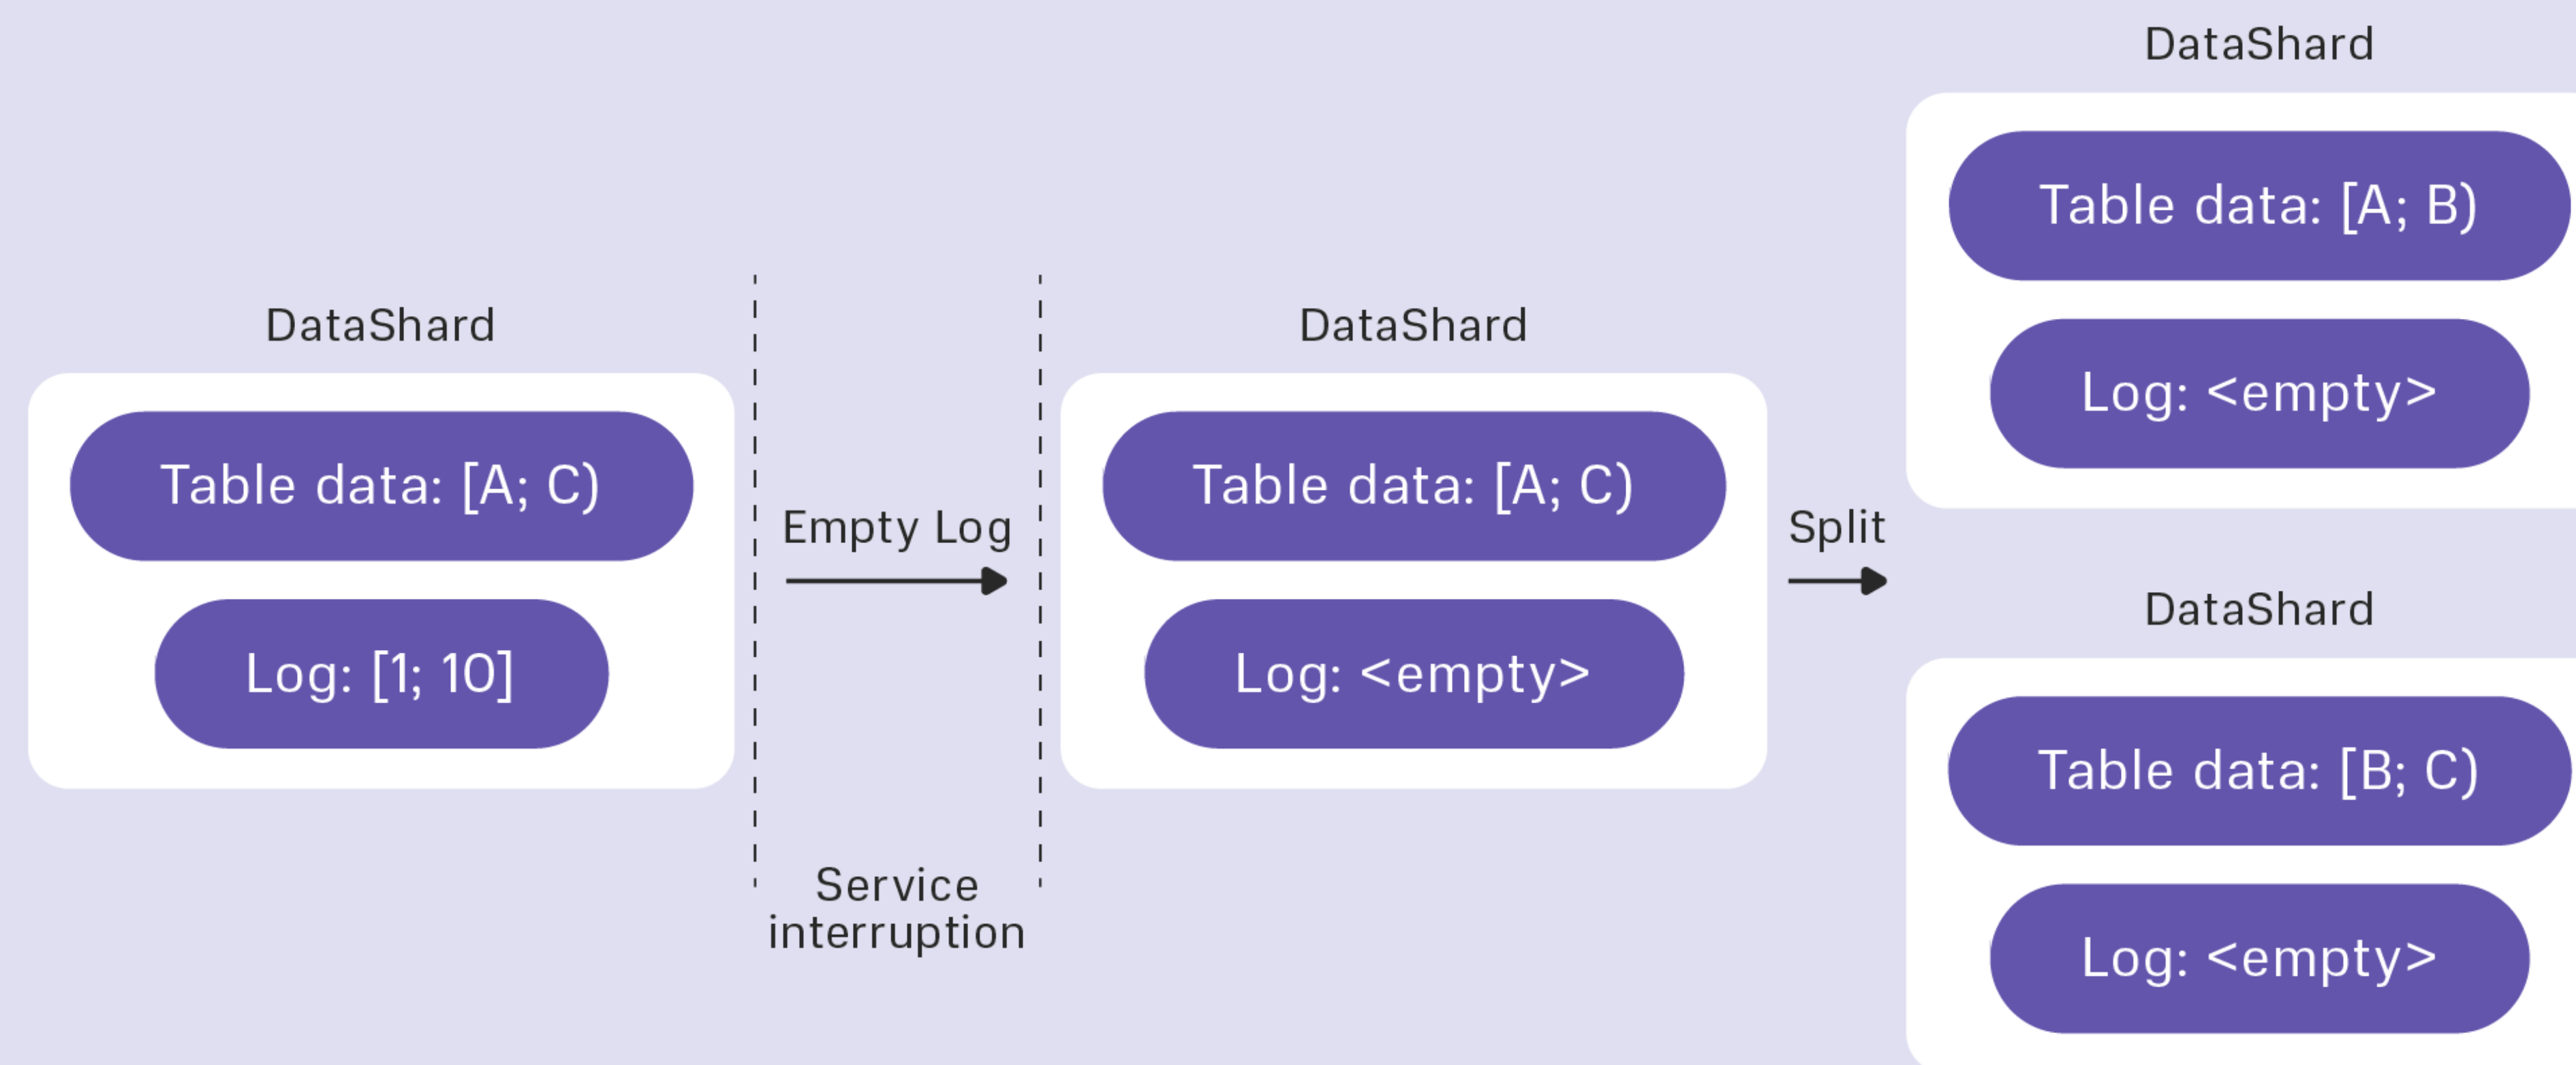 DataShard
Table data: [A; C)
Log: [1; 10]
Empty Log
Service
interruption
DataShard
Table data: [A; C)
Log: <empty>
Split
DataShard
Table data: [A; B)
Log: <empty>
DataShard
Table data: [B; C)
Log: <empty>